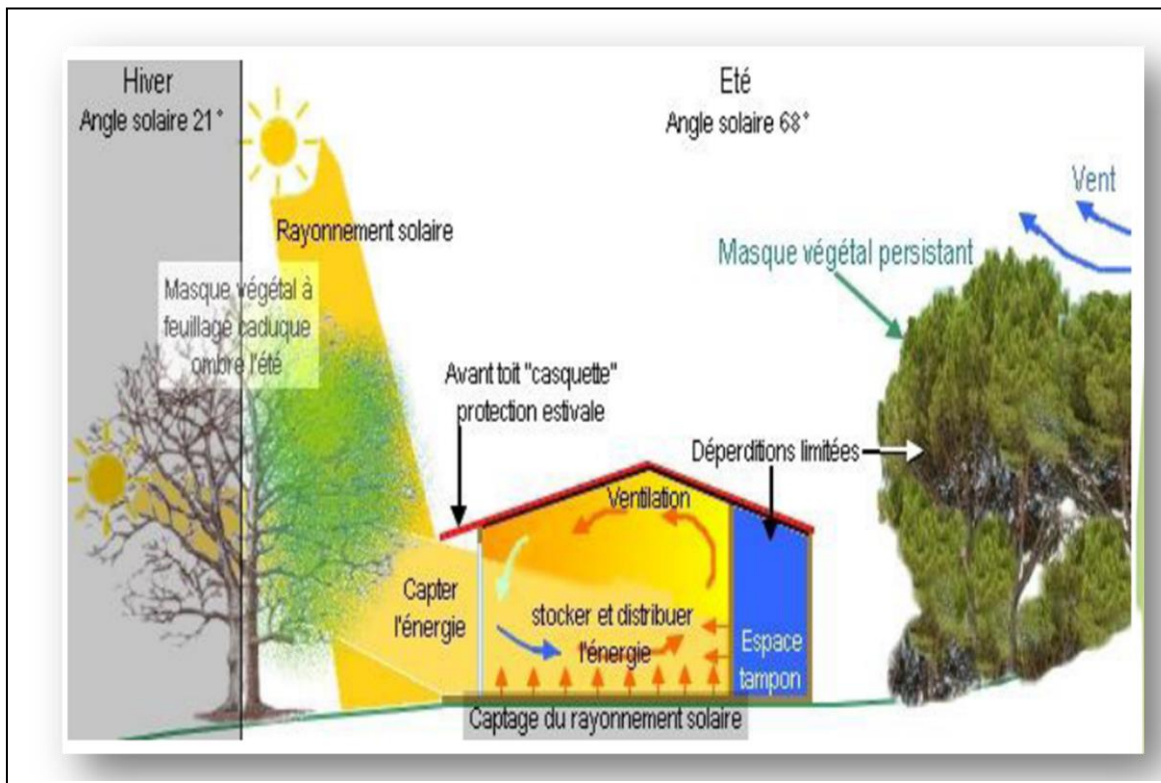 Hiver
Angle solaire 21°
Eté
Angle solaire 68°
Vent
Rayonnement solaire
Masque végétal persistant
Masque végétal à
feuillage caduque
ombre l'été
Avant toit "casquette"
protection estivale
Déperditions limitées
Ventilation
Capter
l'énergie
stocker et distribuer
l'énergie
Espace
tampon
Captage du rayonnement solaire